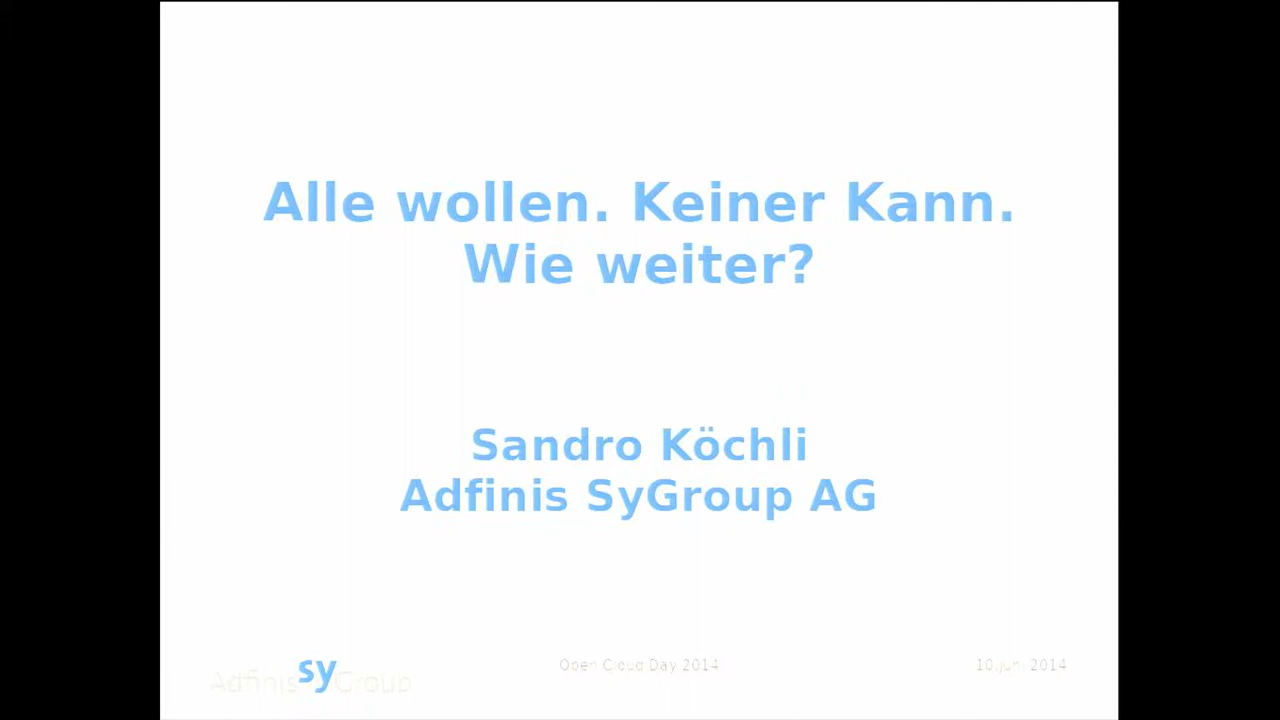 Alle wollen. Keiner Kann.
Wie weiter?
Sandro Köchli
Adfinis SyGroup AG
Adfinis sy Group
Open Cloud Day 2014
10.Juni 2014